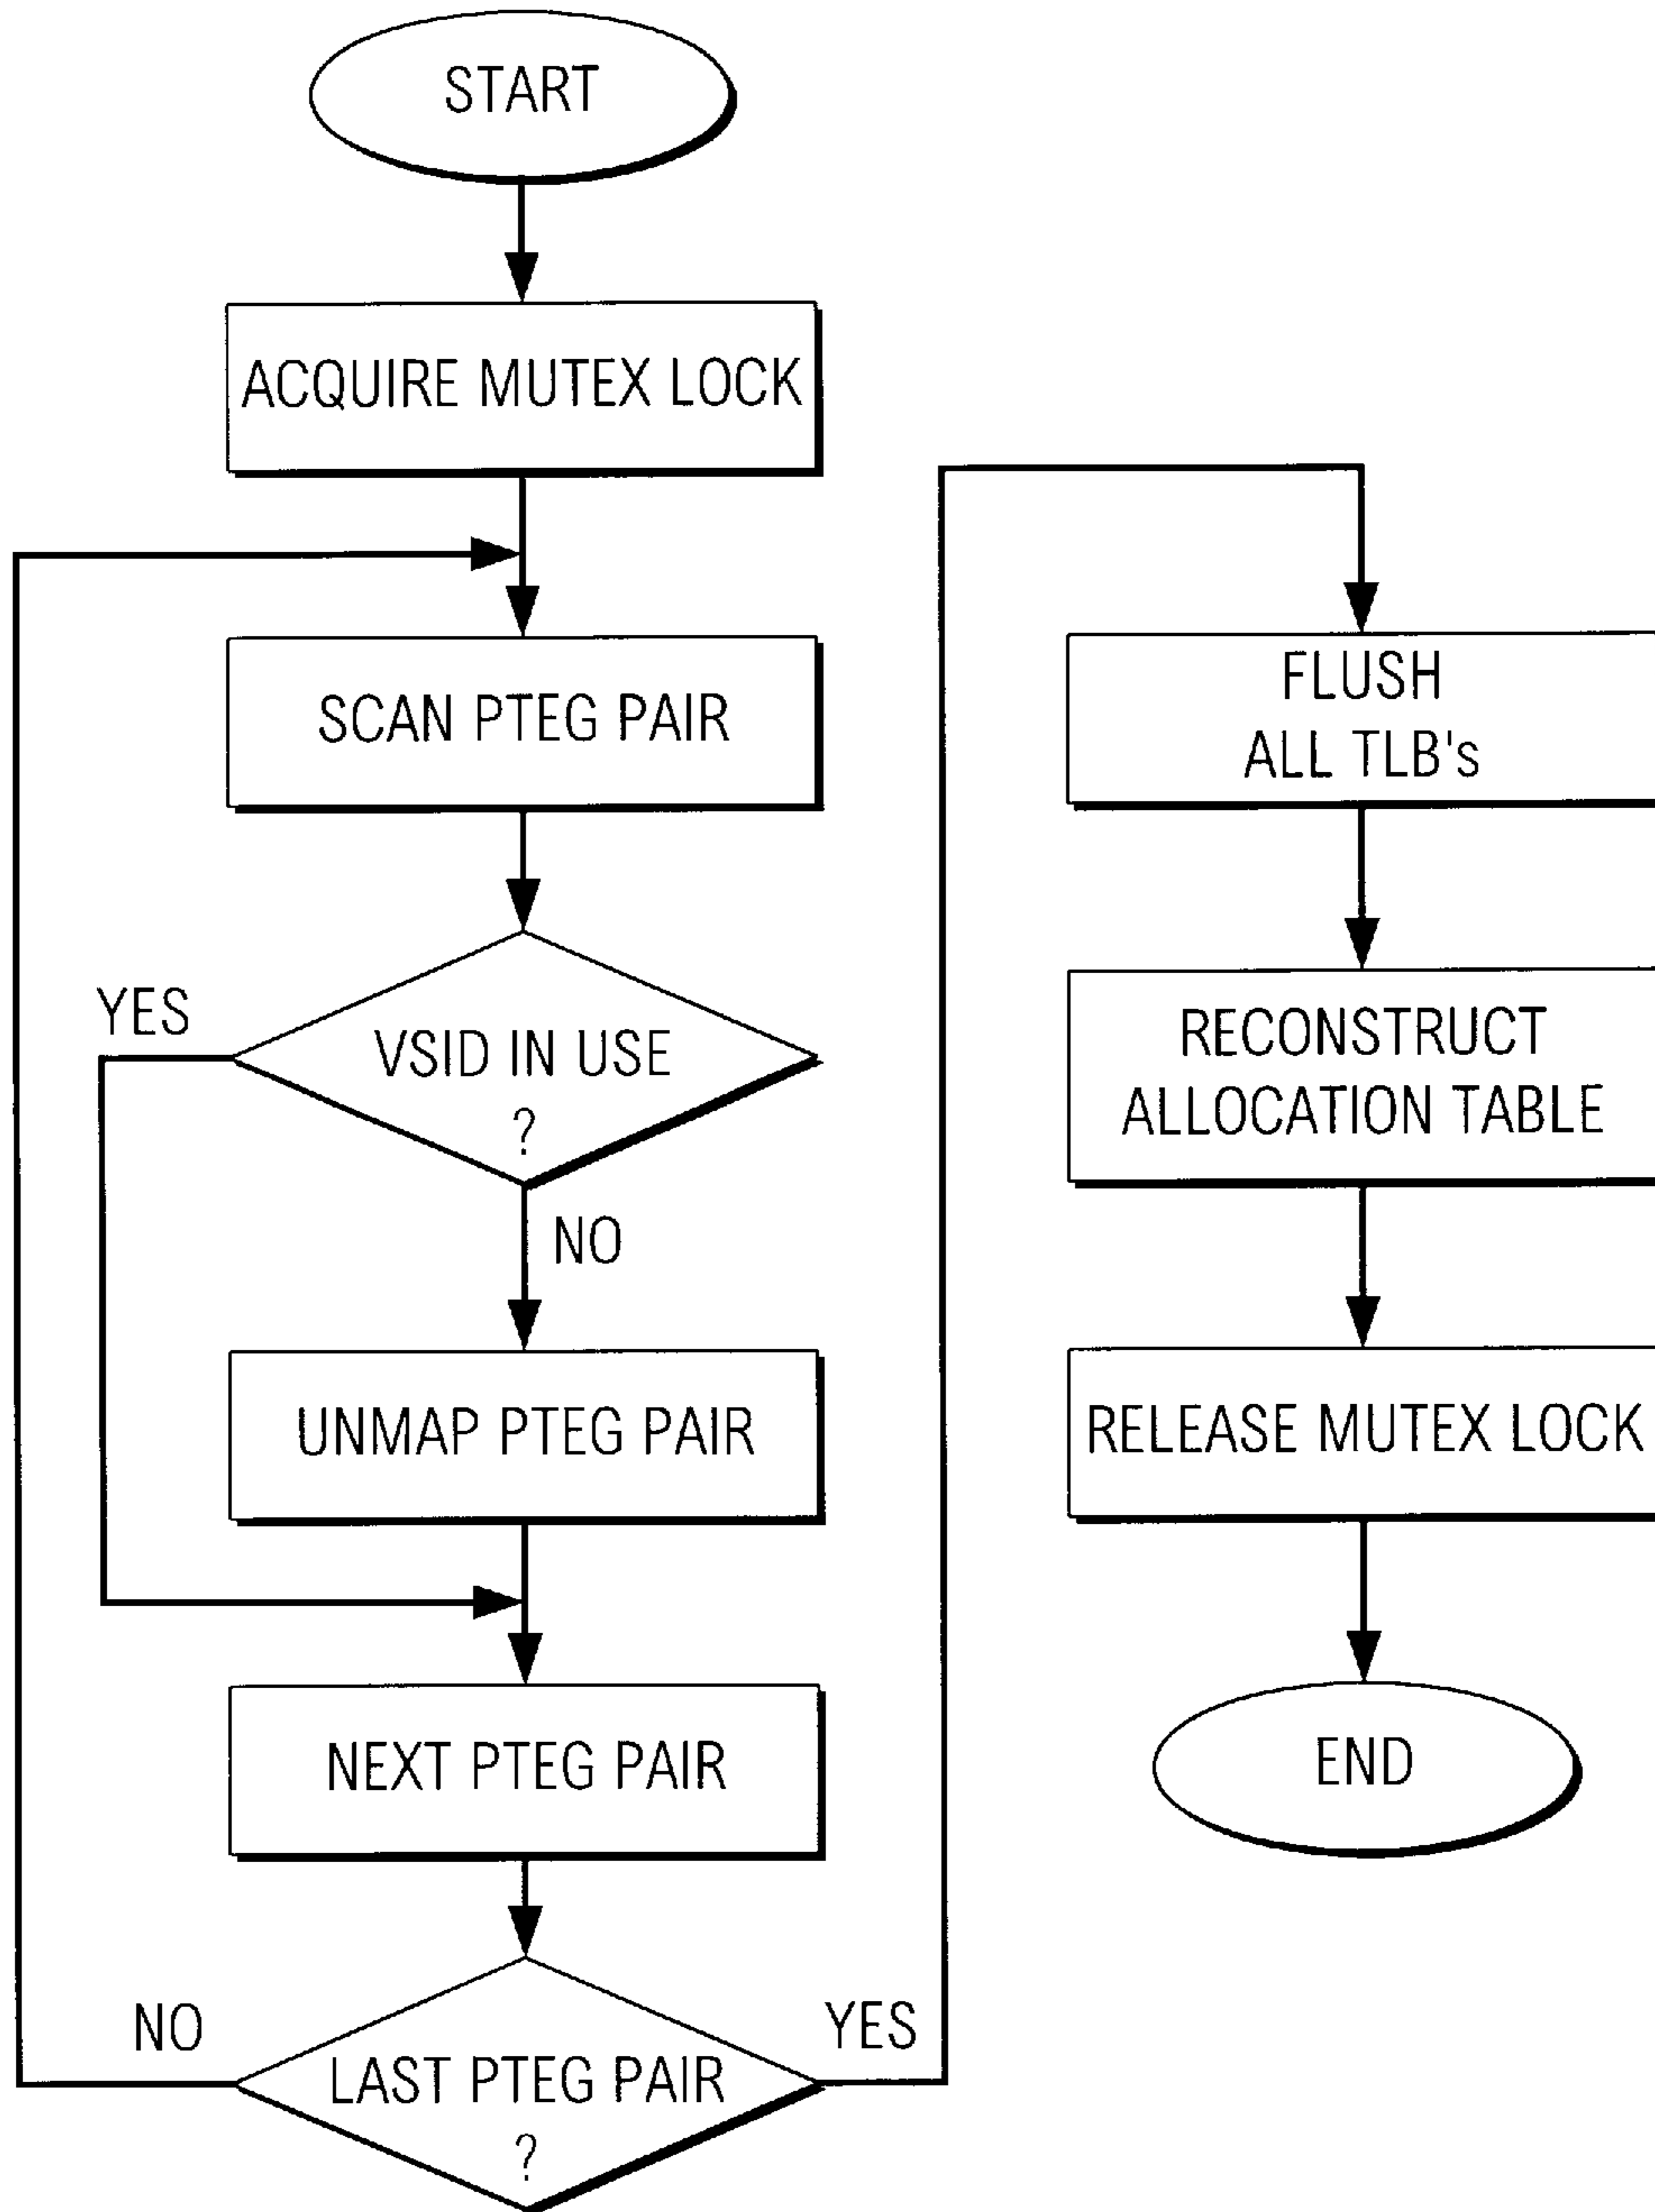 START
ACQUIRE MUTEX LOCK
SCAN PTEG PAIR
YES
VSID IN USE
?
NO
UNMAP PTEG PAIR
NEXT PTEG PAIR
NO
LAST PTEG PAIR
?
YES
FLUSH
ALL TLB's
RECONSTRUCT
ALLOCATION TABLE
RELEASE MUTEX LOCK
END